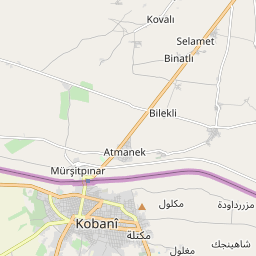 Kovalı
Selamet
Binatlı
Bilekli
Atmanek
Mürşitpınar
مكلول
مزرداودة
Kobanî
مكتلة
شاهينجك
مغلول